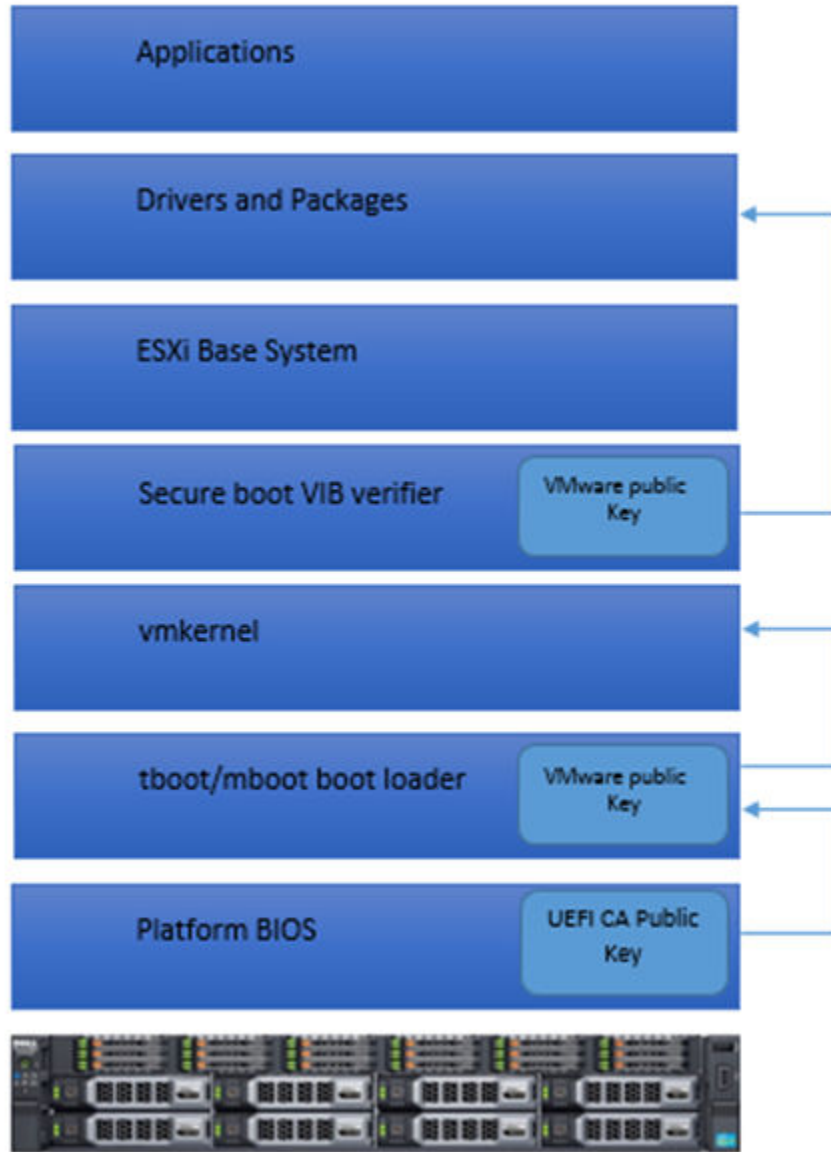 Applications
Drivers and Packages
ESXi Base System
Secure boot VIB verifier
VMware public
Key
vmkernel
tboot/mboot boot loader
VMware public
Key
Platform BIOS
UEFI CA Public
Key